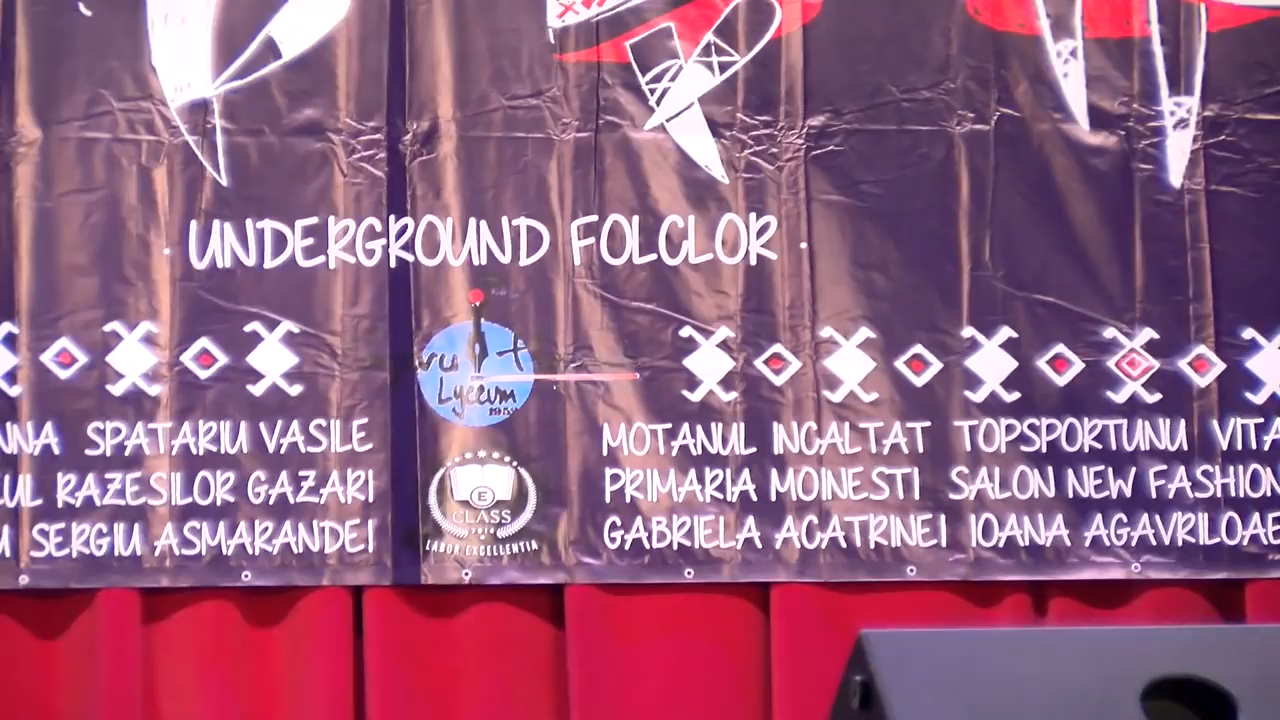 UNDERGROUND FOLCLOR
Lyceum
SPATARIU VASILE
RAZESILOR GAZARI
SERGIU ASMARANDEI
E
CLASS
LABOR EXCELLENTIA
MOTANUL INCALTAT TOPSPORTUNU
PRIMARIA MOINESTI SALON NEW FASHION
GABRIELA ACATRINEI IOANA AGAVRILOAE